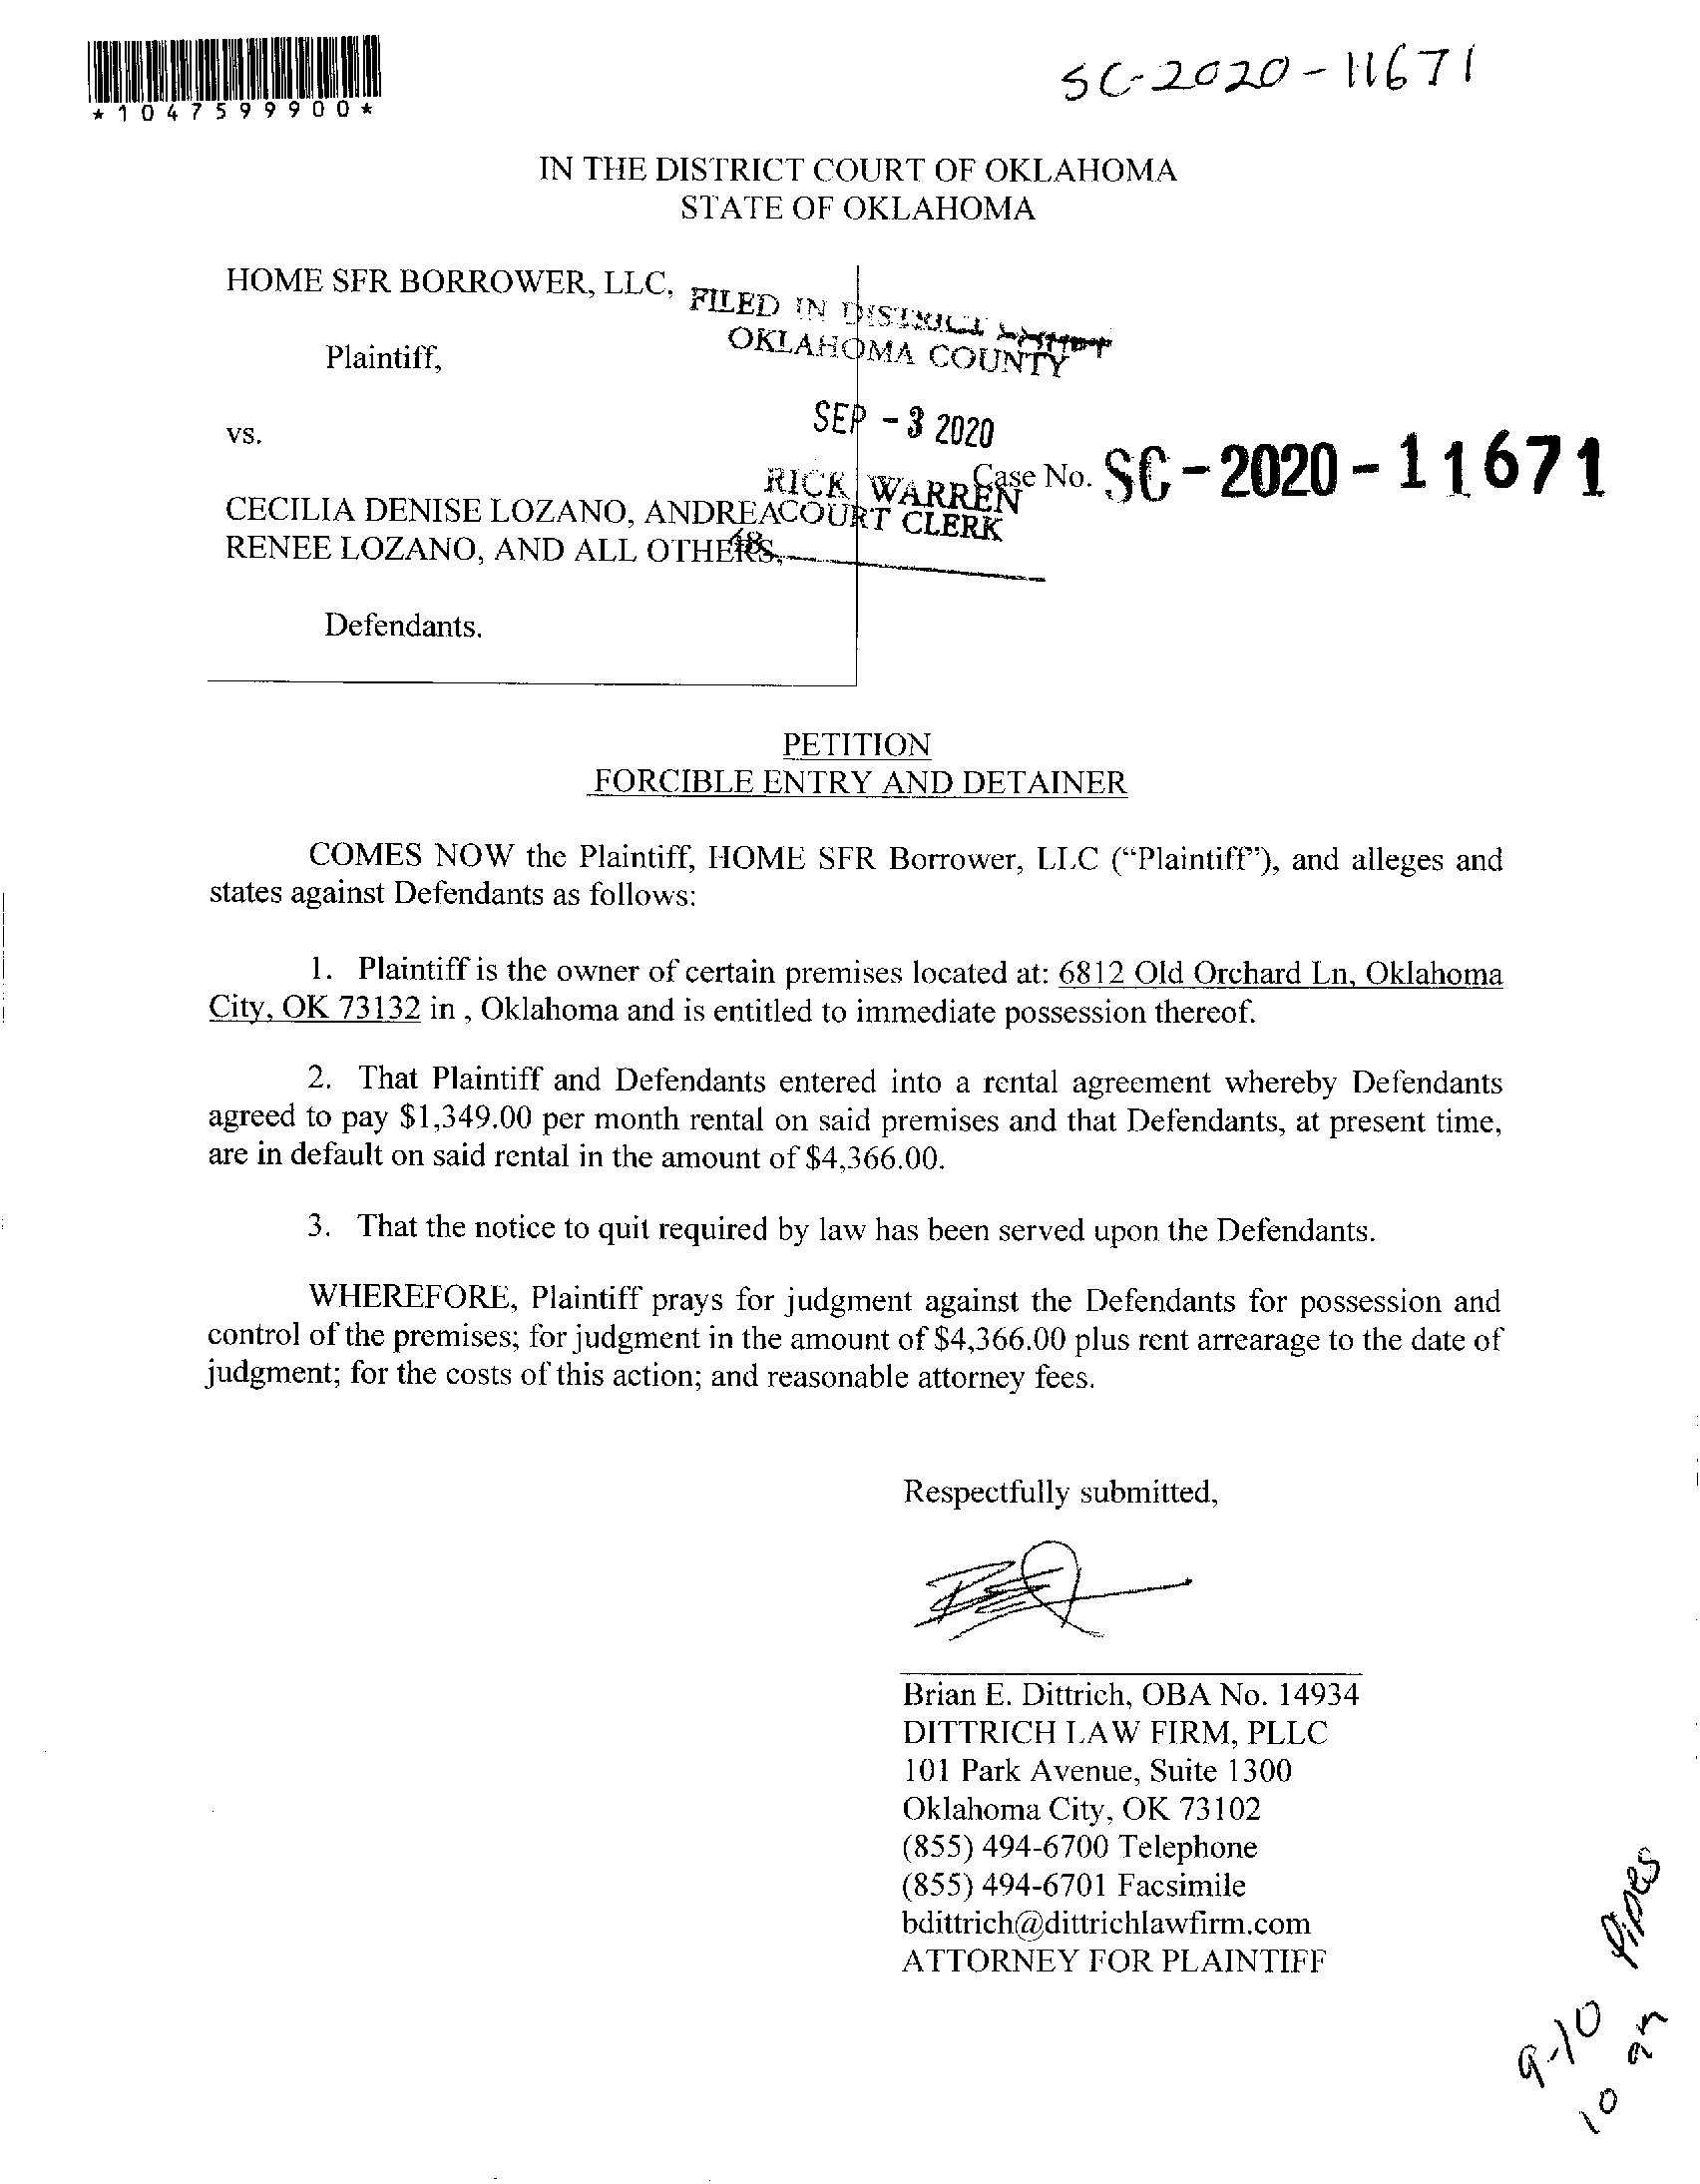 SC-2020-11671
*1047599900*
IN THE DISTRICT COURT OF OKLAHOMA
STATE OF OKLAHOMA
HOME SFR BORROWER, LLC,
Plaintiff,
vs.
CECILIA DENISE LOZANO, ANDREA
RENEE LOZANO, AND ALL OTHERS,
Defendants.
FILED IN DISTRICT COURT
OKLAHOMA COUNTY
SEP -3 2020
RICK WARREN
COURT CLERK
48
Case No. SC-2020-11671
PETITION
FORCIBLE ENTRY AND DETAINER
COMES NOW the Plaintiff, HOME SFR Borrower, LLC (“Plaintiff”), and alleges and
states against Defendants as follows:
1. Plaintiff is the owner of certain premises located at: 6812 Old Orchard Ln, Oklahoma
City, OK 73132 in , Oklahoma and is entitled to immediate possession thereof.
2. That Plaintiff and Defendants entered into a rental agreement whereby Defendants
agreed to pay $1,349.00 per month rental on said premises and that Defendants, at present time,
are in default on said rental in the amount of $4,366.00.
3. That the notice to quit required by law has been served upon the Defendants.
WHEREFORE, Plaintiff prays for judgment against the Defendants for possession and
control of the premises; for judgment in the amount of $4,366.00 plus rent arrearage to the date of
judgment; for the costs of this action; and reasonable attorney fees.
Respectfully submitted,
Brian E. Dittrich, OBA No. 14934
DITTRICH LAW FIRM, PLLC
101 Park Avenue, Suite 1300
Oklahoma City, OK 73102
(855) 494-6700 Telephone
(855) 494-6701 Facsimile
bdittrich@dittrichlawfirm.com
ATTORNEY FOR PLAINTIFF
9-10 Pipes
10